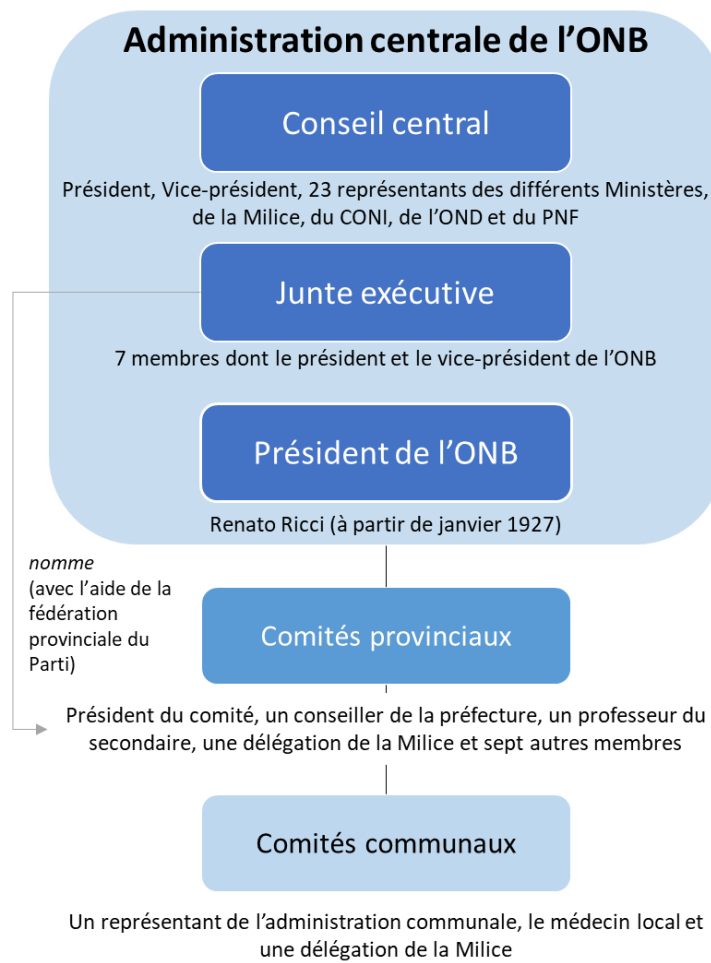 Administration centrale de l’ONB
Conseil central
Président, Vice-président, 23 représentants des différents Ministères,
de la Milice, du CONI, de l’OND et du PNF
Junte exécutive
7 membres dont le président et le vice-président de l’ONB
Président de l’ONB
Renato Ricci (à partir de janvier 1927)
nomme
(avec l’aide de la
fédération
provinciale du
Parti)
Comités provinciaux
Président du comité, un conseiller de la préfecture, un professeur du
secondaire, une délégation de la Milice et sept autres membres
Comités communaux
Un représentant de l’administration communale, le médecin local et
une délégation de la Milice